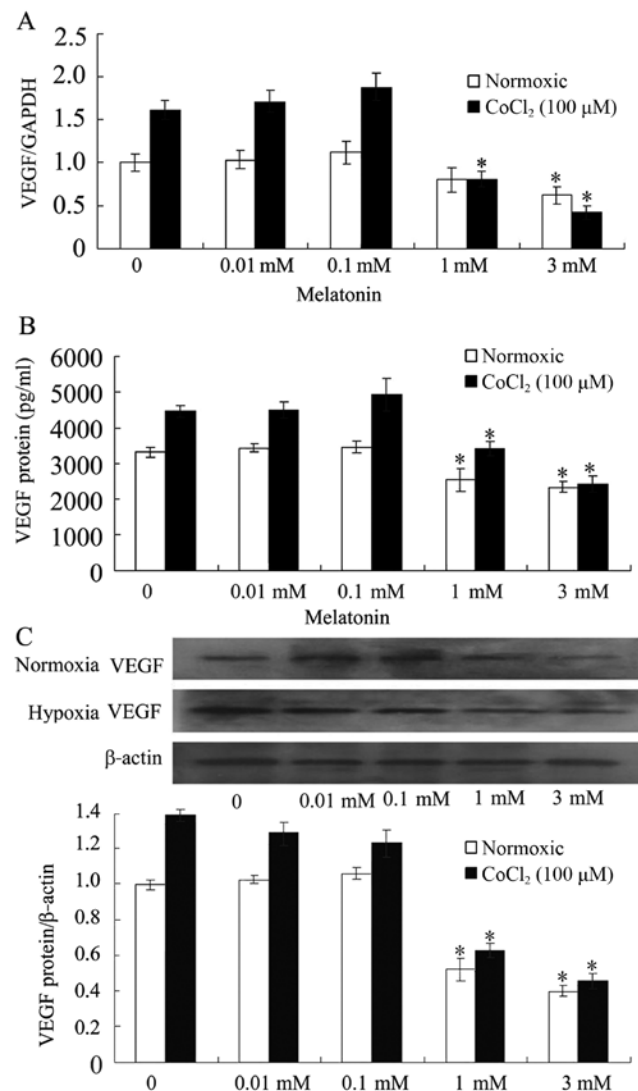 A
VEGF/GAPDH
2.5
2.0
1.5
1.0
0.5
0
Normoxic
CoCl₂ (100 μM)
*
*
*
0 0.01 mM 0.1 mM 1 mM 3 mM
Melatonin
B
VEGF protein (pg/ml)
6000
5000
4000
3000
2000
1000
0
Normoxic
CoCl₂ (100 μM)
* * * *
0 0.01 mM 0.1 mM 1 mM 3 mM
Melatonin
C
Normoxia VEGF
Hypoxia VEGF
β-actin
0 0.01 mM 0.1 mM 1 mM 3 mM
VEGF protein/β-actin
1.4
1.2
1.0
0.6
0.4
0.2
0
Normoxic
CoCl₂ (100 μM)
* * * *
0 0.01 mM 0.1 mM 1 mM 3 mM